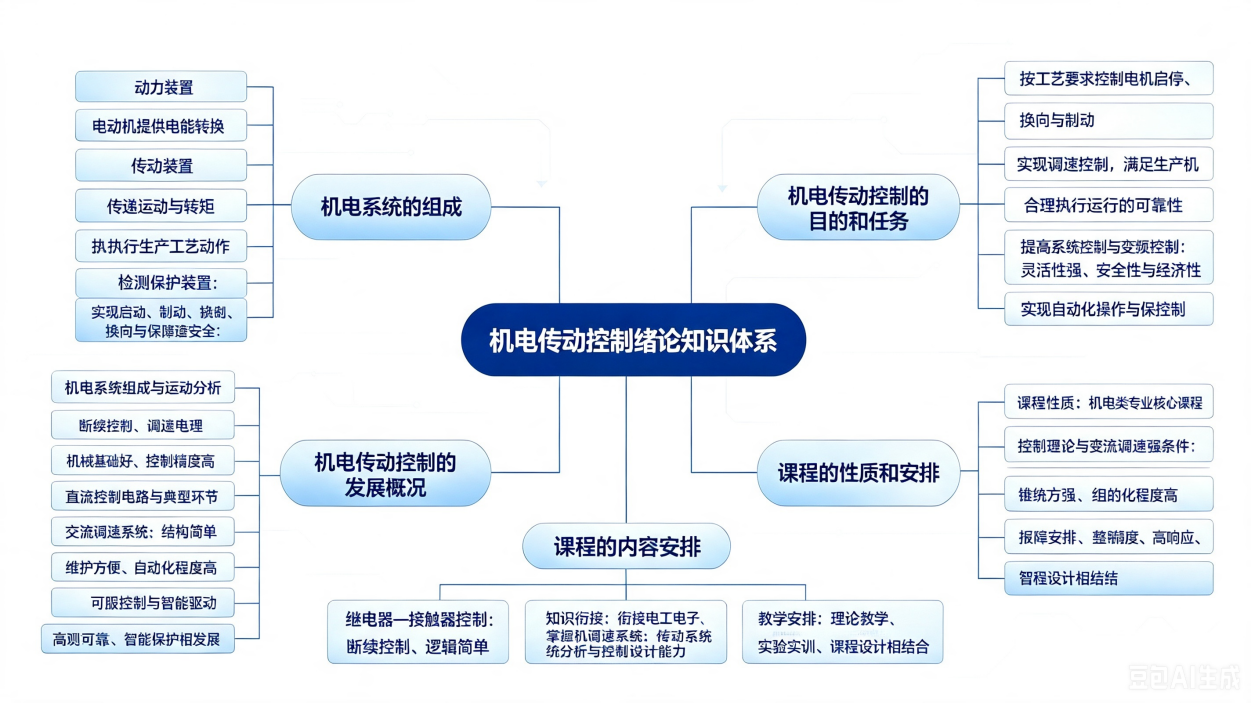 动力装置
电动机提供电能转换
传动装置
传递运动与转矩
执执行生产工艺动作
检测保护装置:
实现启动、制动、
换向与保障
安全:
机电系统的组成
按工艺要求控制电机启停、
换向与制动
实现调速控制，满足生产机
合理执行运行的可靠性
提高系统控制与变频控制:
灵活性强、安全性与经济性
实现自动化操作与保控制
机电传动控制的
目的和任务
机电传动控制绪论知识体系
机电系统组成与运动分析
断续控制、调速电理
机械基础好、控制精度高
直流控制电路与典型环节
交流调速系统: 结构简单
维护方便、自动化程度高
可服控制与智能驱动
高测可靠、智能保护相发展
机电传动控制的
发展概况
课程性质: 机电类专业核心课程
控制理论与变流调速强条件:
统方强、组的化程度高
安排、
度、高响应、
程设计相结结
课程的性质和安排
课程的内容安排
继电器—接触器控制:
断续控制、逻辑简单
知识衔接: 衔接电工电子、
掌握机调速系统: 传动系统
统分析与控制设计能力
教学安排: 理论教学、
实验实训、课程设计相结合
豆包AI生成